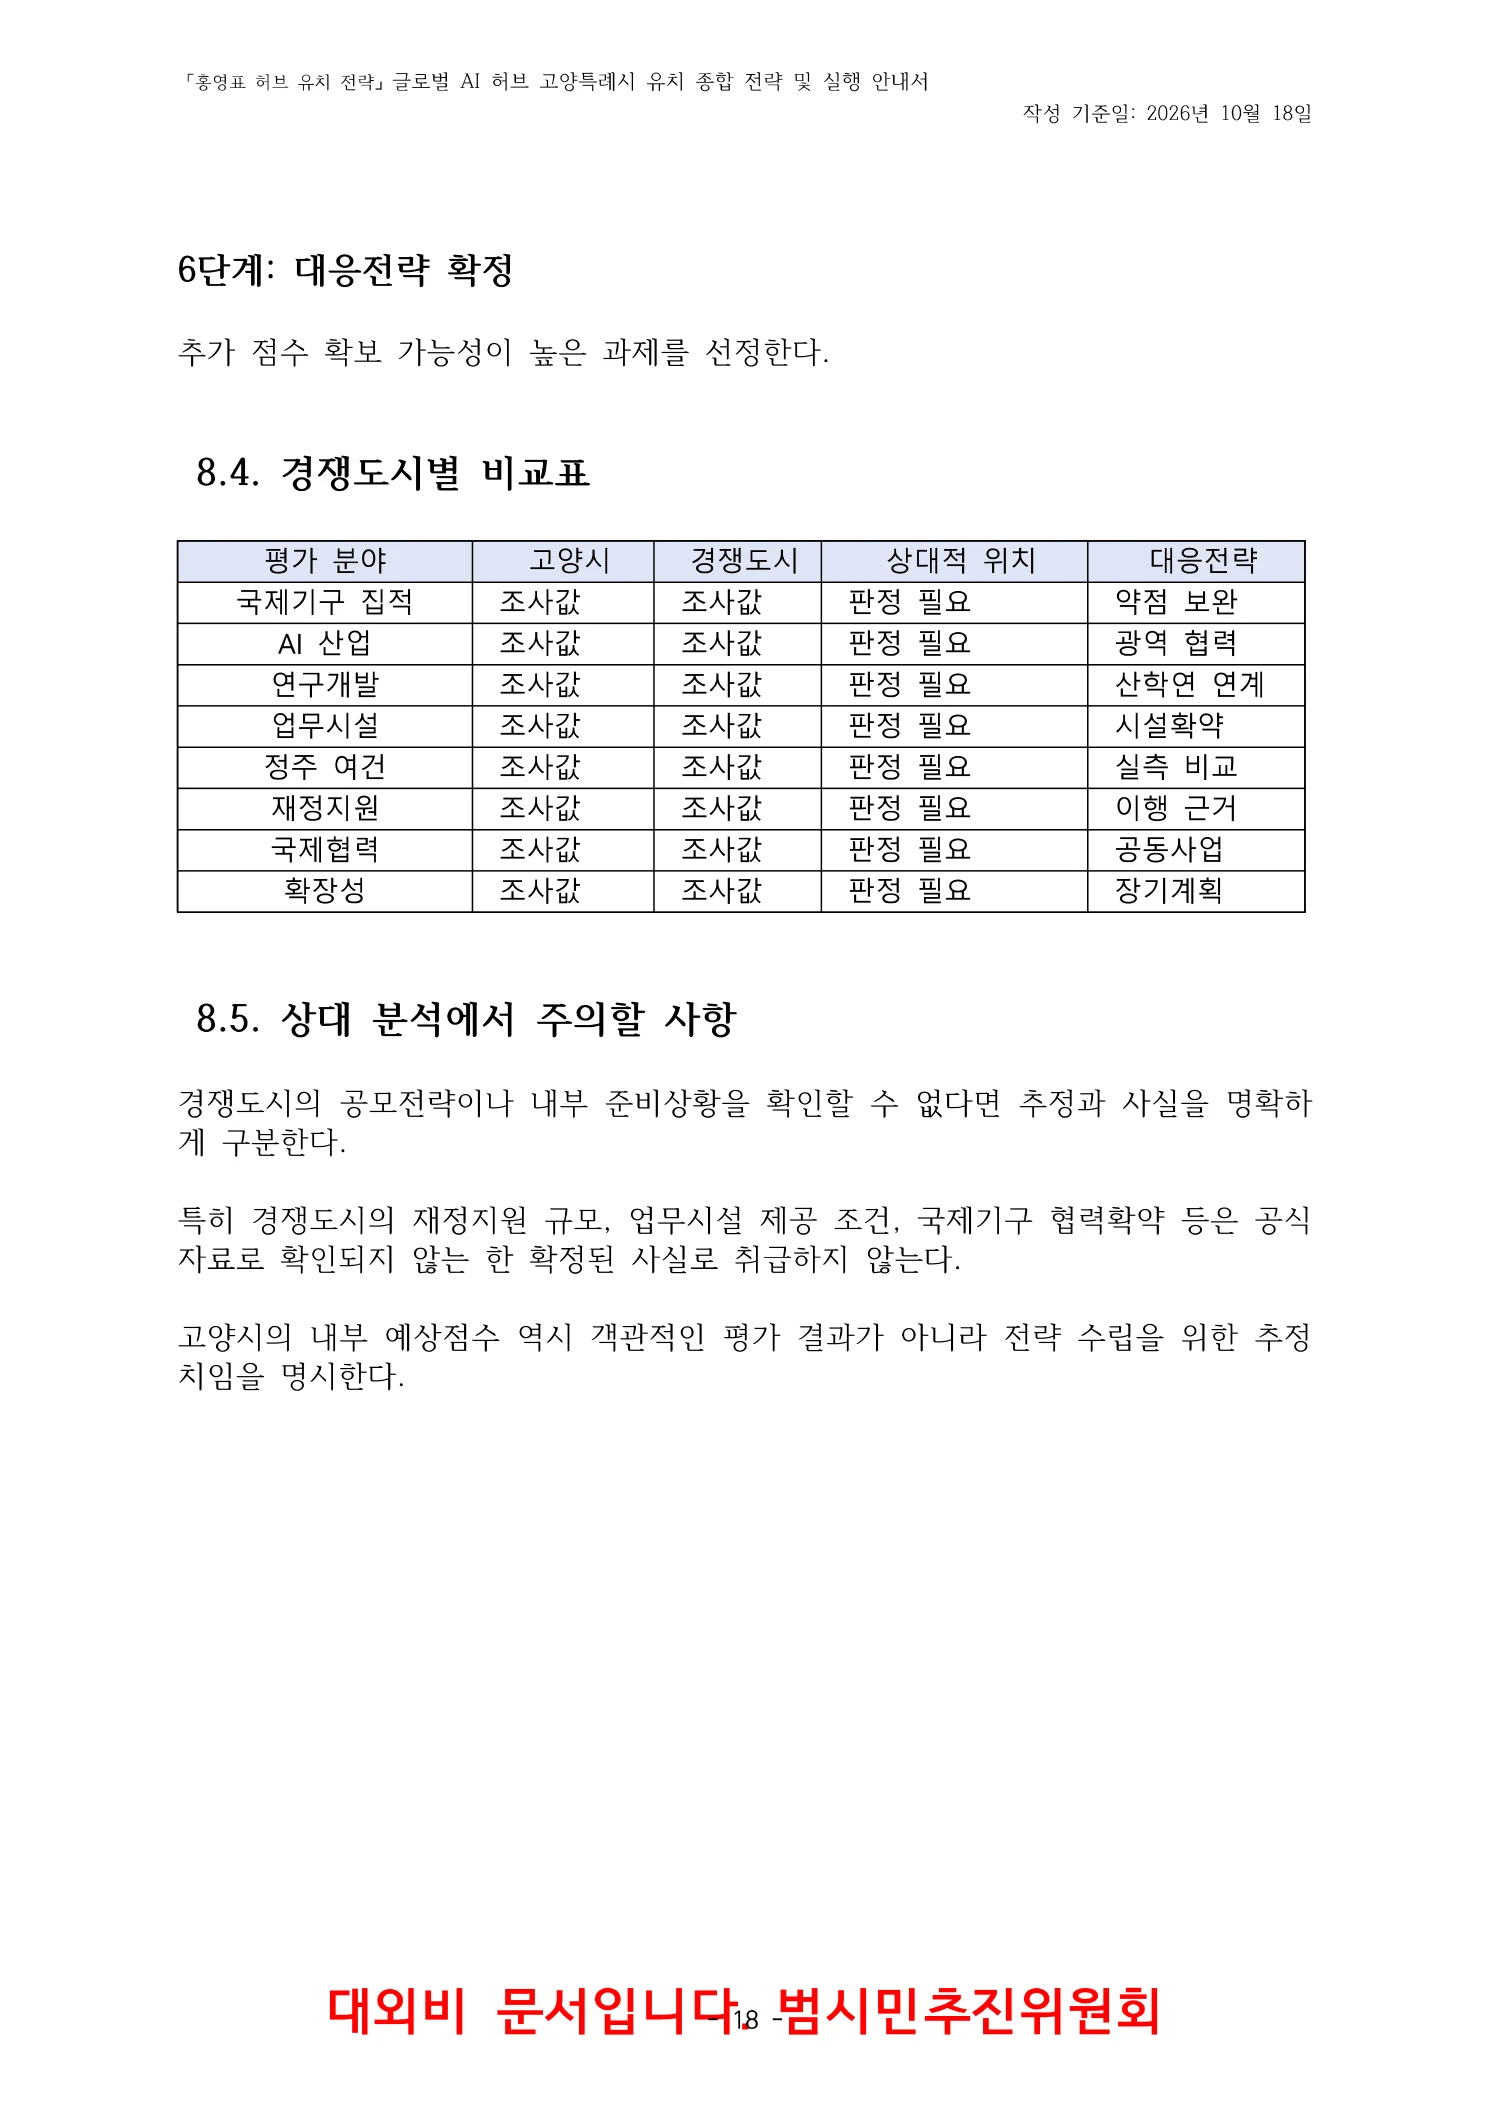 「홍영표 허브 유치 전략」글로벌 AI 허브 고양특례시 유치 종합 전략 및 실행 안내서
작성 기준일: 2026년 10월 18일
6단계: 대응전략 확정
추가 점수 확보 가능성이 높은 과제를 선정한다.
8.4. 경쟁도시별 비교표
평가 분야 고양시 경쟁도시 상대적 위치 대응전략
국제기구 집적 조사값 조사값 판정 필요 약점 보완
AI 산업 조사값 조사값 판정 필요 광역 협력
연구개발 조사값 조사값 판정 필요 산학연 연계
업무시설 조사값 조사값 판정 필요 시설확약
정주 여건 조사값 조사값 판정 필요 실측 비교
재정지원 조사값 조사값 판정 필요 이행 근거
국제협력 조사값 조사값 판정 필요 공동사업
확장성 조사값 조사값 판정 필요 장기계획
8.5. 상대 분석에서 주의할 사항
경쟁도시의 공모전략이나 내부 준비상황을 확인할 수 없다면 추정과 사실을 명확하
게 구분한다.
특히 경쟁도시의 재정지원 규모, 업무시설 제공 조건, 국제기구 협력확약 등은 공식
자료로 확인되지 않는 한 확정된 사실로 취급하지 않는다.
고양시의 내부 예상점수 역시 객관적인 평가 결과가 아니라 전략 수립을 위한 추정
치임을 명시한다.
대외비 문서입니다. 범시민추진위원회
- 18 -